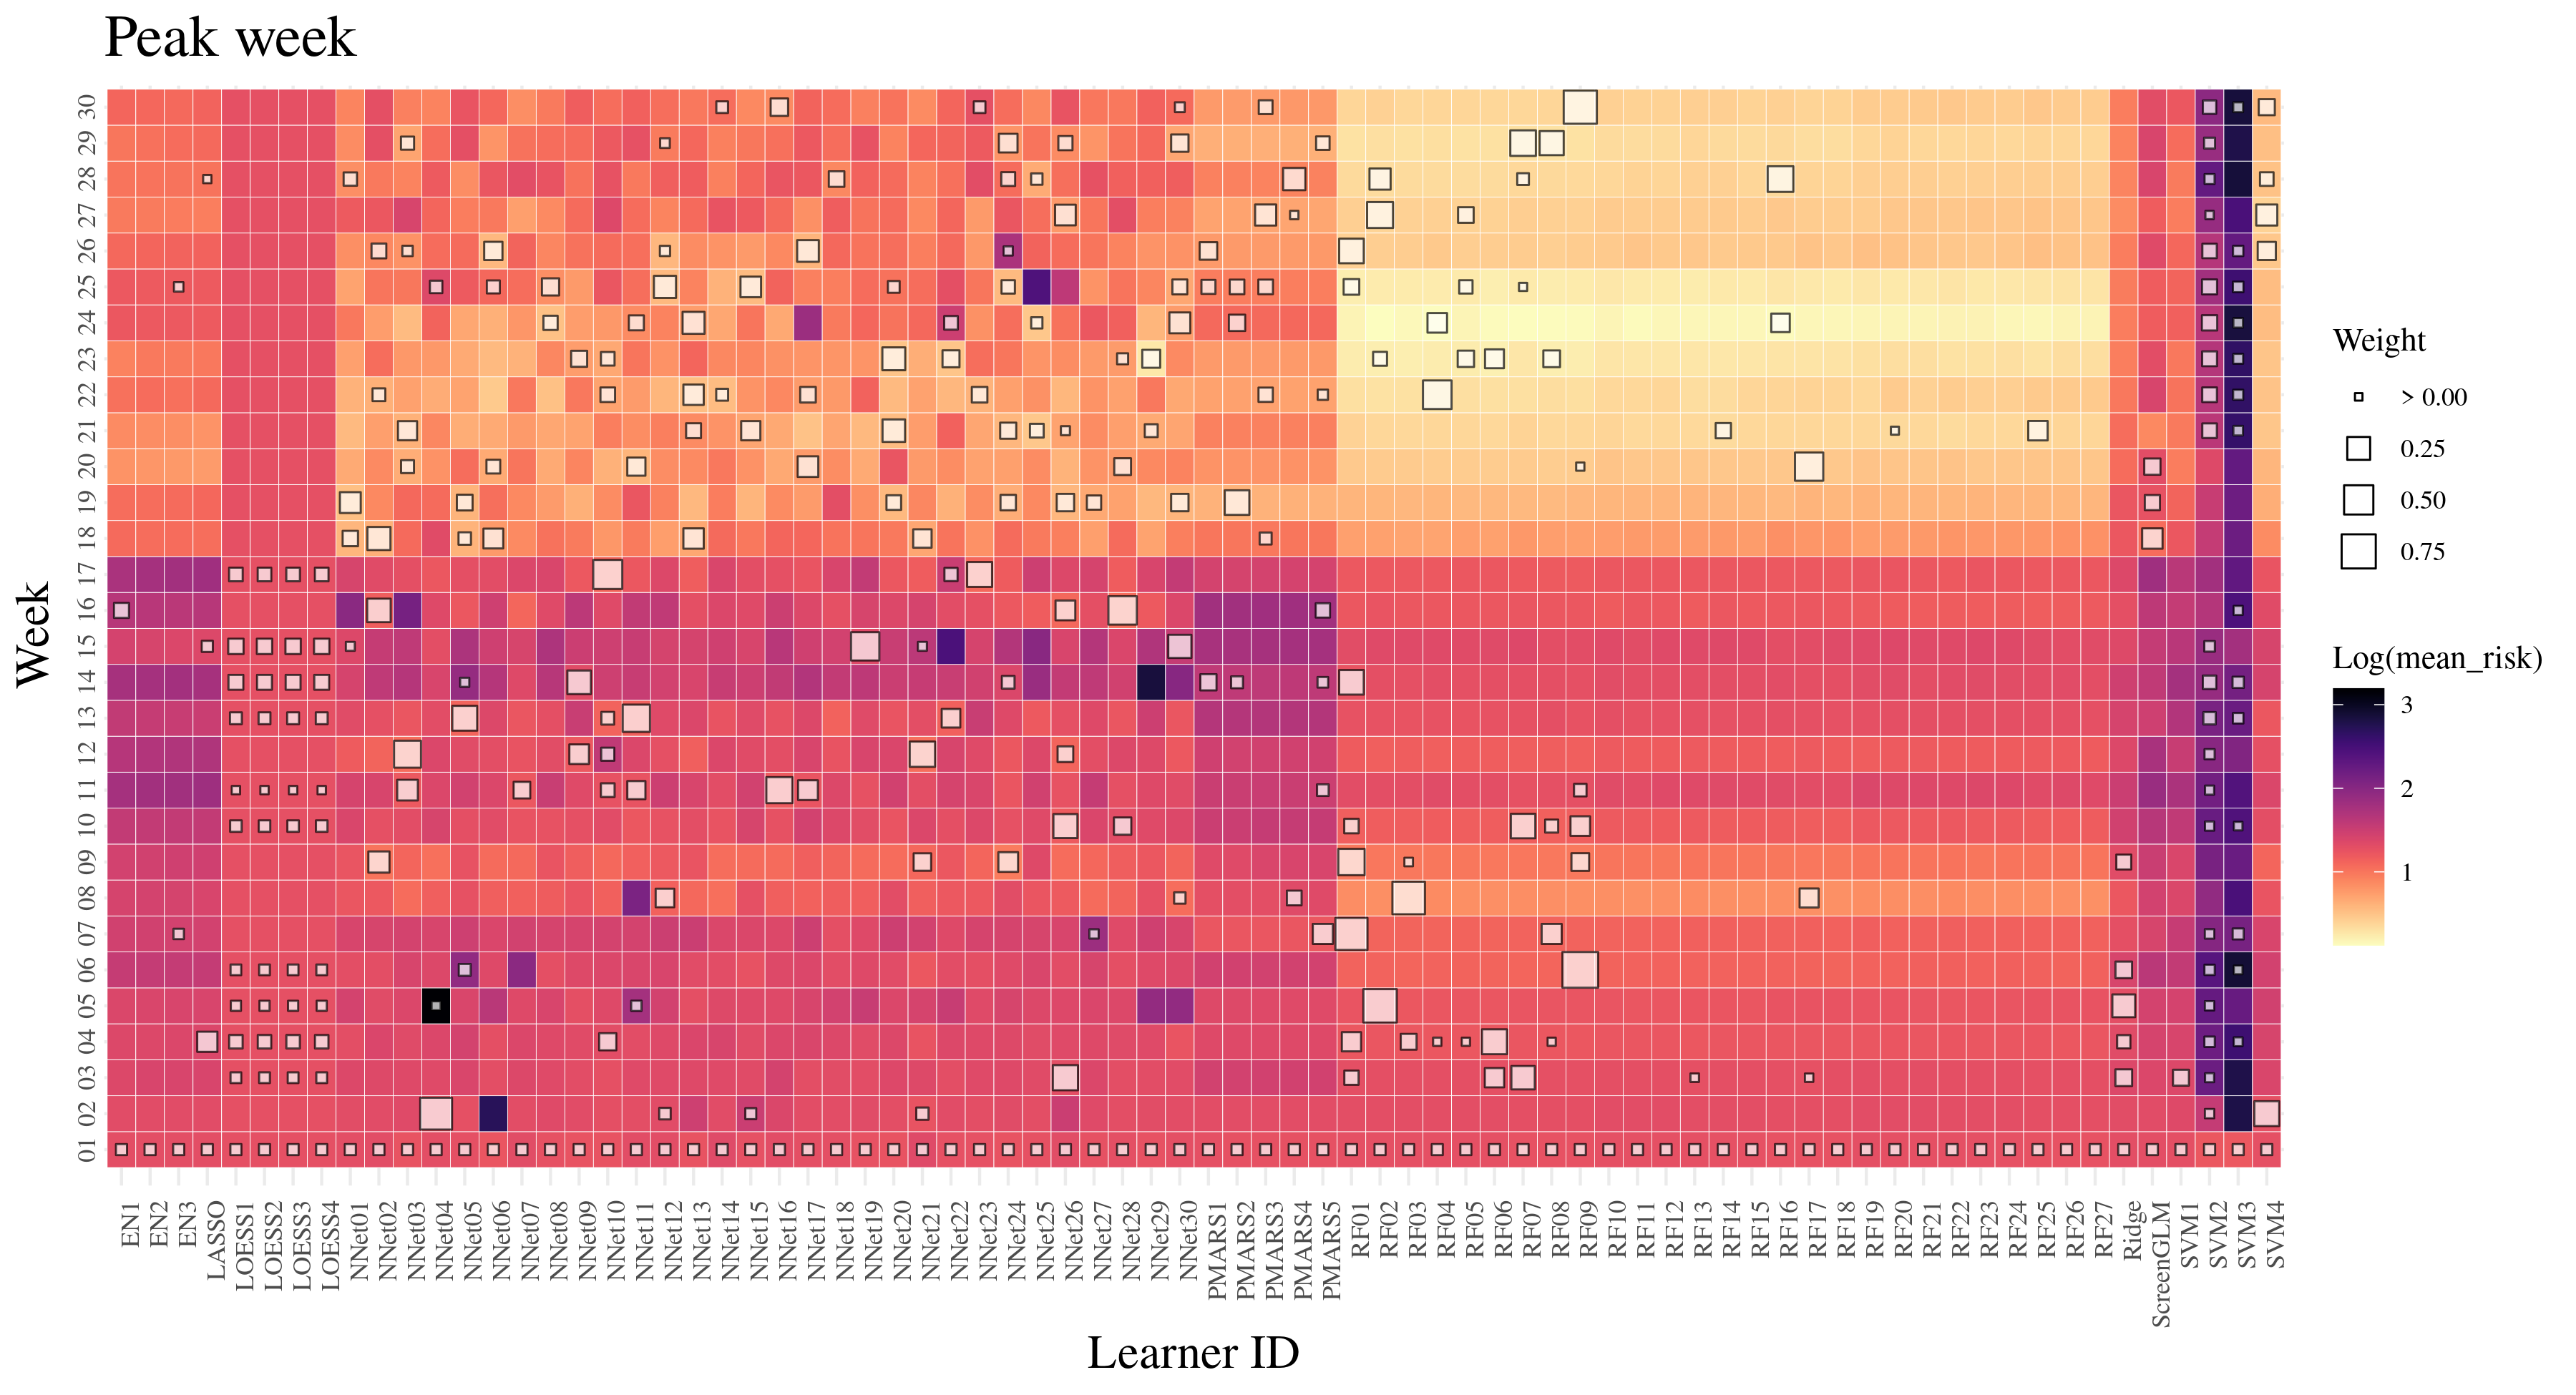 Peak week
Week
30
29
28
27
26
25
24
23
22
21
20
19
18
17
16
15
14
13
12
11
10
09
08
07
06
05
04
03
02
01
EN1
EN2
EN3
LASSO
LOESS1
LOESS2
LOESS3
LOESS4
NNet01
NNet02
NNet03
NNet04
NNet05
NNet06
NNet07
NNet08
NNet09
NNet10
NNet11
NNet12
NNet13
NNet14
NNet15
NNet16
NNet17
NNet18
NNet19
NNet20
NNet21
NNet22
NNet23
NNet24
NNet25
NNet26
NNet27
NNet28
NNet29
NNet30
PMARS1
PMARS2
PMARS3
PMARS4
PMARS5
RF01
RF02
RF03
RF04
RF05
RF06
RF07
RF08
RF09
RF10
RF11
RF12
RF13
RF14
RF15
RF16
RF17
RF18
RF19
RF20
RF21
RF22
RF23
RF24
RF25
RF26
RF27
Ridge
ScreenGLM
SVM1
SVM2
SVM3
SVM4
Learner ID
Weight
> 0.00
0.25
0.50
0.75
Log(mean_risk)
3
2
1